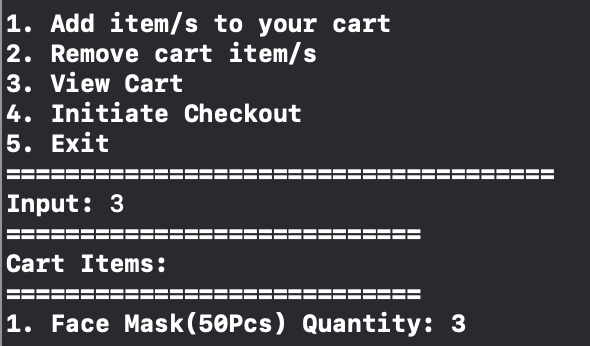 1. Add item/s to your cart
2. Remove cart item/s
3. View Cart
4. Initiate Checkout
5. Exit
=====================================
Input: 3
============================
Cart Items:
============================
1. Face Mask(50Pcs) Quantity: 3